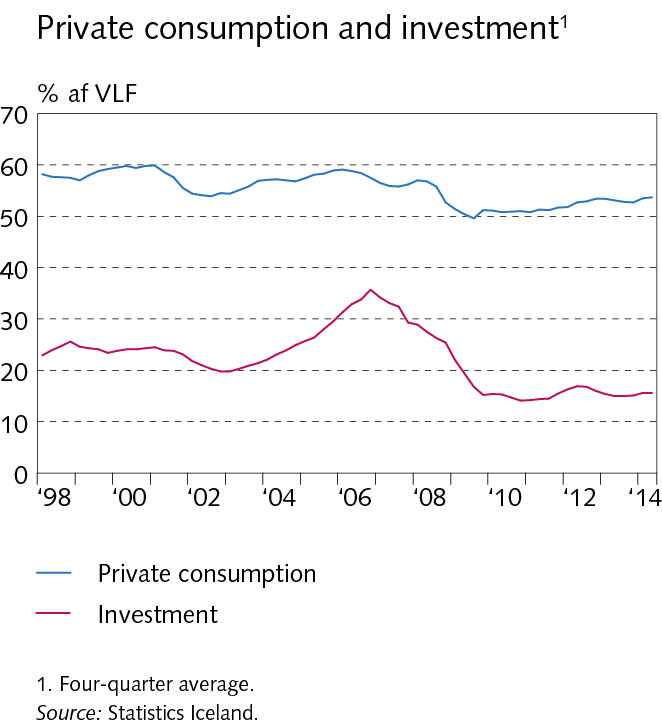 Private consumption and investment¹
% af VLF
70
60
50
40
30
20
10
0
‘98 ‘00 ‘02 ‘04 ‘06 ‘08 ‘10 ‘12 ‘14
Private consumption
Investment
1. Four-quarter average.
Source: Statistics Iceland.